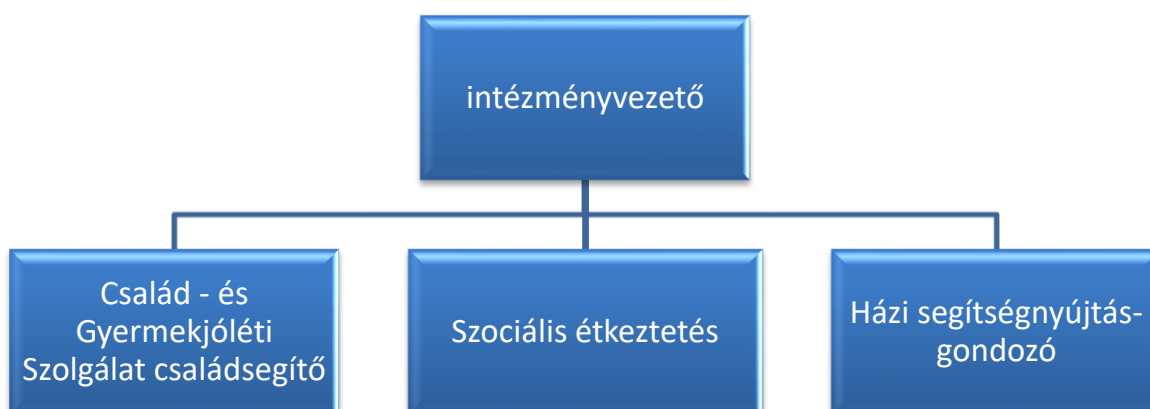 intézményvezető
Család - és
Gyermekjóléti
Szolgálat családsegítő
Szociális étkeztetés
Házi segítségnyújtás-
gondozó